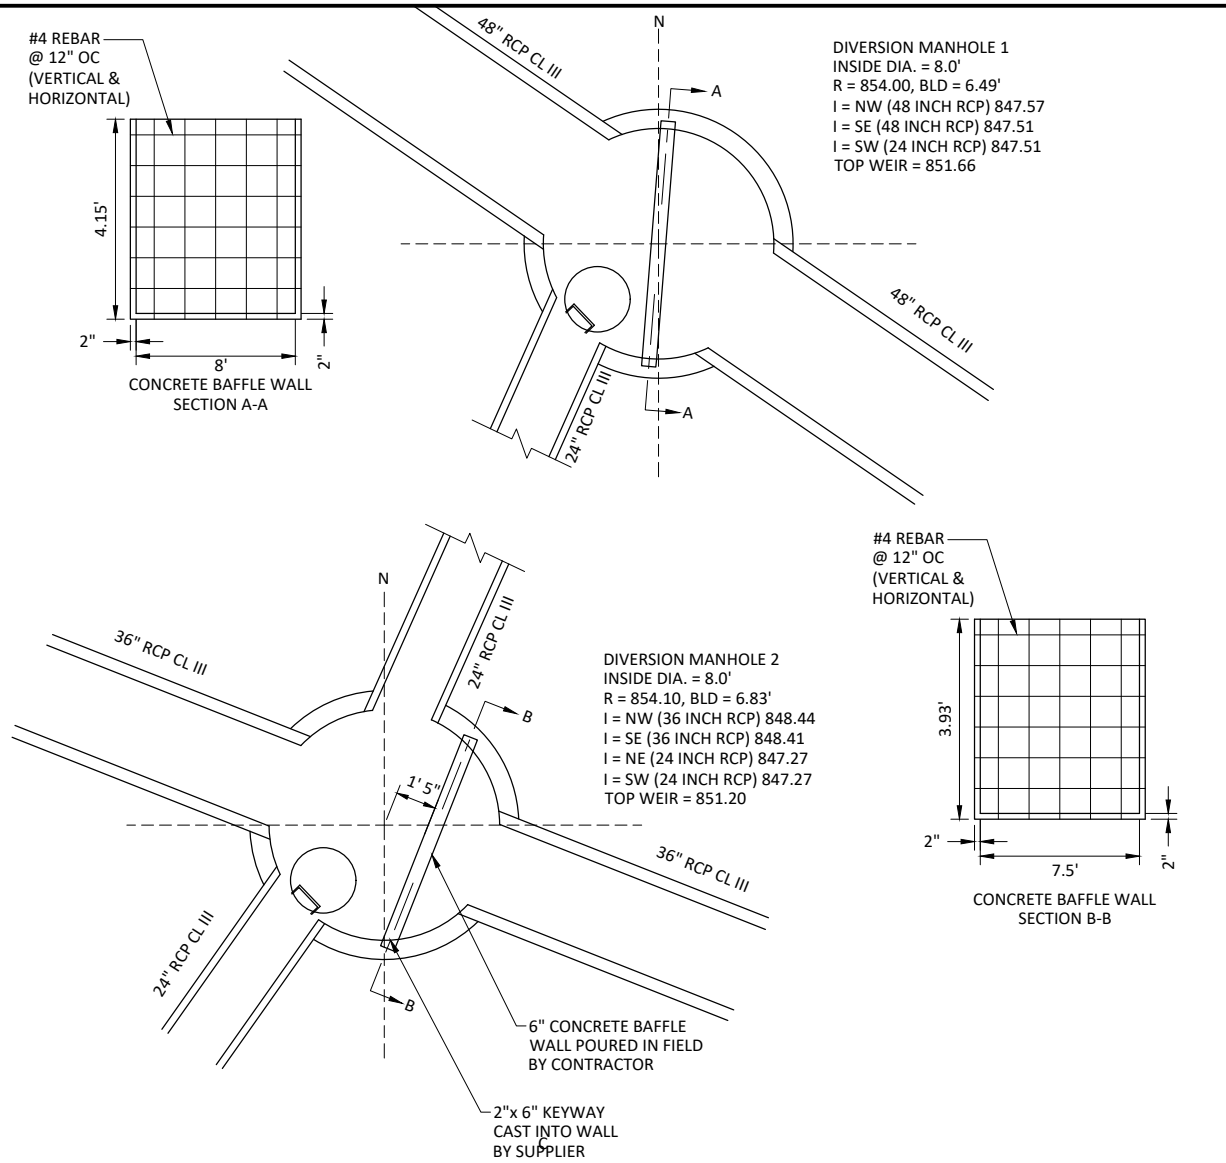 #4 REBAR
@ 12" OC
(VERTICAL &
HORIZONTAL)
4.15'
2"
8'
2"
CONCRETE BAFFLE WALL
SECTION A-A
N
48" RCP CL III
A
DIVERSION MANHOLE 1
INSIDE DIA. = 8.0'
R = 854.00, BLD = 6.49'
I = NW (48 INCH RCP) 847.57
I = SE (48 INCH RCP) 847.51
I = SW (24 INCH RCP) 847.51
TOP WEIR = 851.66
48" RCP CL III
A
24" RCP CL III
N
36" RCP CL III
24" RCP CL III
B
1' 5"
DIVERSION MANHOLE 2
INSIDE DIA. = 8.0'
R = 854.10, BLD = 6.83'
I = NW (36 INCH RCP) 848.44
I = SE (36 INCH RCP) 848.41
I = NE (24 INCH RCP) 847.27
I = SW (24 INCH RCP) 847.27
TOP WEIR = 851.20
36" RCP CL III
24" RCP CL III
B
6" CONCRETE BAFFLE
WALL POURED IN FIELD
BY CONTRACTOR
2"x 6" KEYWAY
CAST INTO WALL
BY SUPPLIER
C
#4 REBAR
@ 12" OC
(VERTICAL &
HORIZONTAL)
3.93'
2"
7.5'
2"
CONCRETE BAFFLE WALL
SECTION B-B